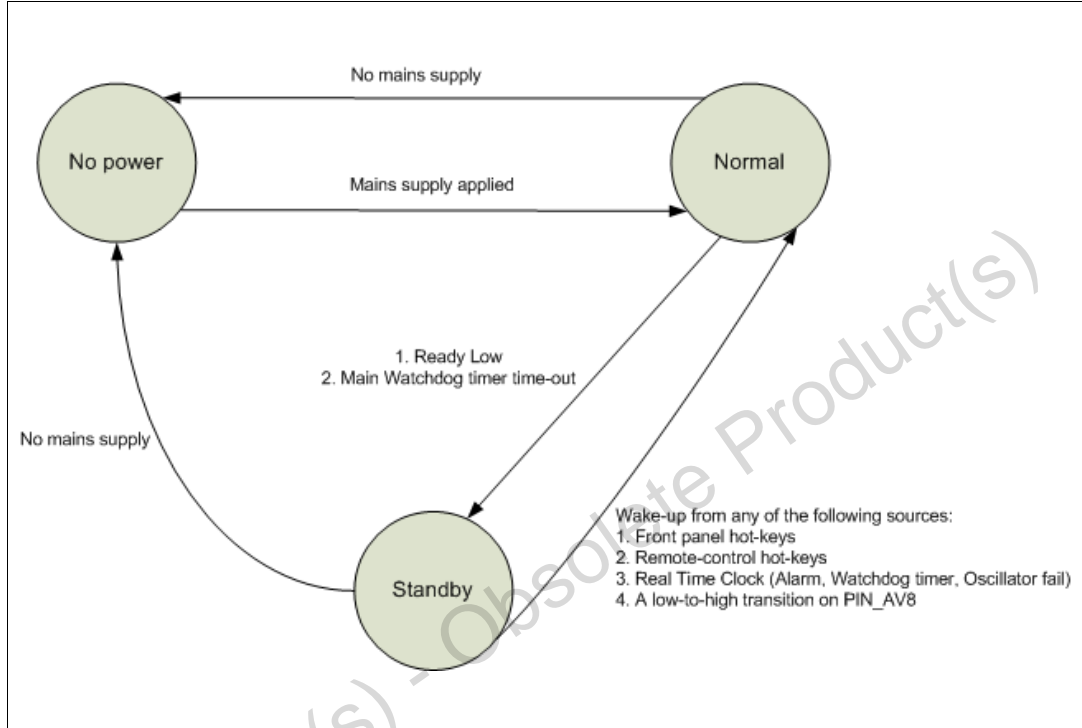 No mains supply
No power
Normal
Mains supply applied
1. Ready Low
2. Main Watchdog timer time-out
No mains supply
Wake-up from any of the following sources:
1. Front panel hot-keys
2. Remote-control hot-keys
3. Real Time Clock (Alarm, Watchdog timer, Oscillator fail)
4. A low-to-high transition on PIN_AV8
Standby
(s) - Obsolete Product(s)